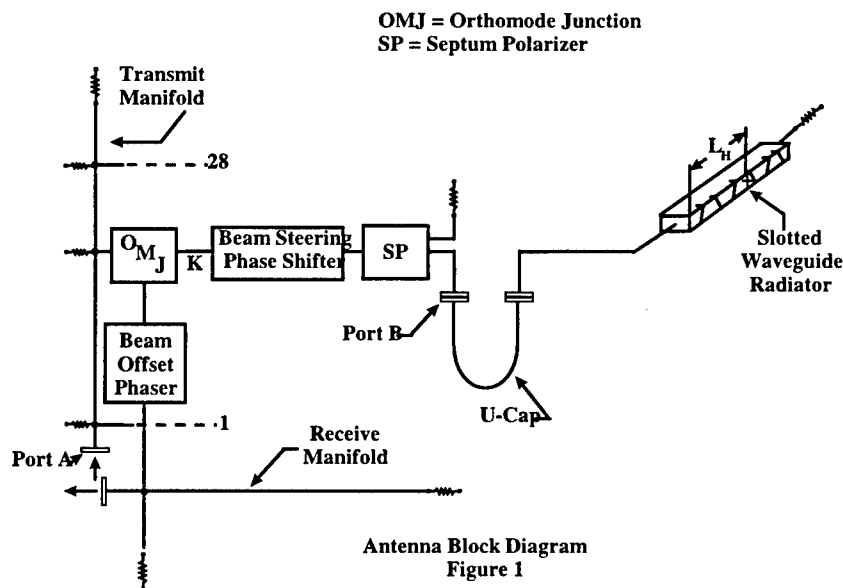 OMJ = Orthomode Junction
SP = Septum Polarizer
Transmit
Manifold
28
L_H
OMJ
K
Beam Steering
Phase Shifter
SP
Slotted
Waveguide
Radiator
Port B
Beam
Offset
Phaser
U-Cap
1
Port A
Receive
Manifold
Antenna Block Diagram
Figure 1